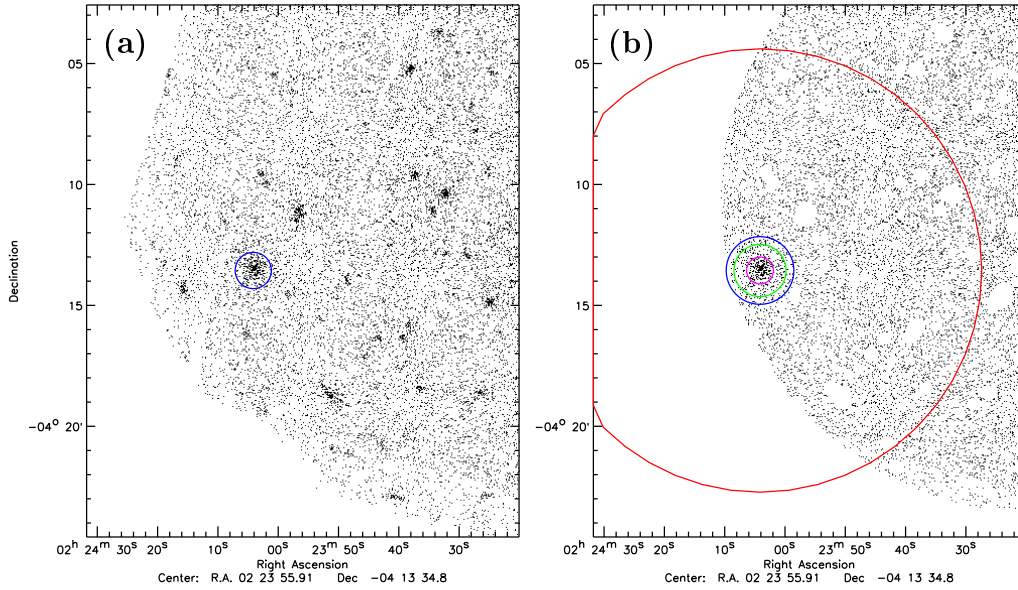 (a)
05
10
15
−04° 20'
Declination
02ʰ 24ᵐ 30ˢ 20ˢ 10ˢ 00ˢ 23ᵐ 50ˢ 40ˢ 30ˢ
Right Ascension
Center: R.A. 02 23 55.91 Dec −04 13 34.8
(b)
05
10
15
−04° 20'
02ʰ 24ᵐ 30ˢ 20ˢ 10ˢ 00ˢ 23ᵐ 50ˢ 40ˢ 30ˢ
Right Ascension
Center: R.A. 02 23 55.91 Dec −04 13 34.8